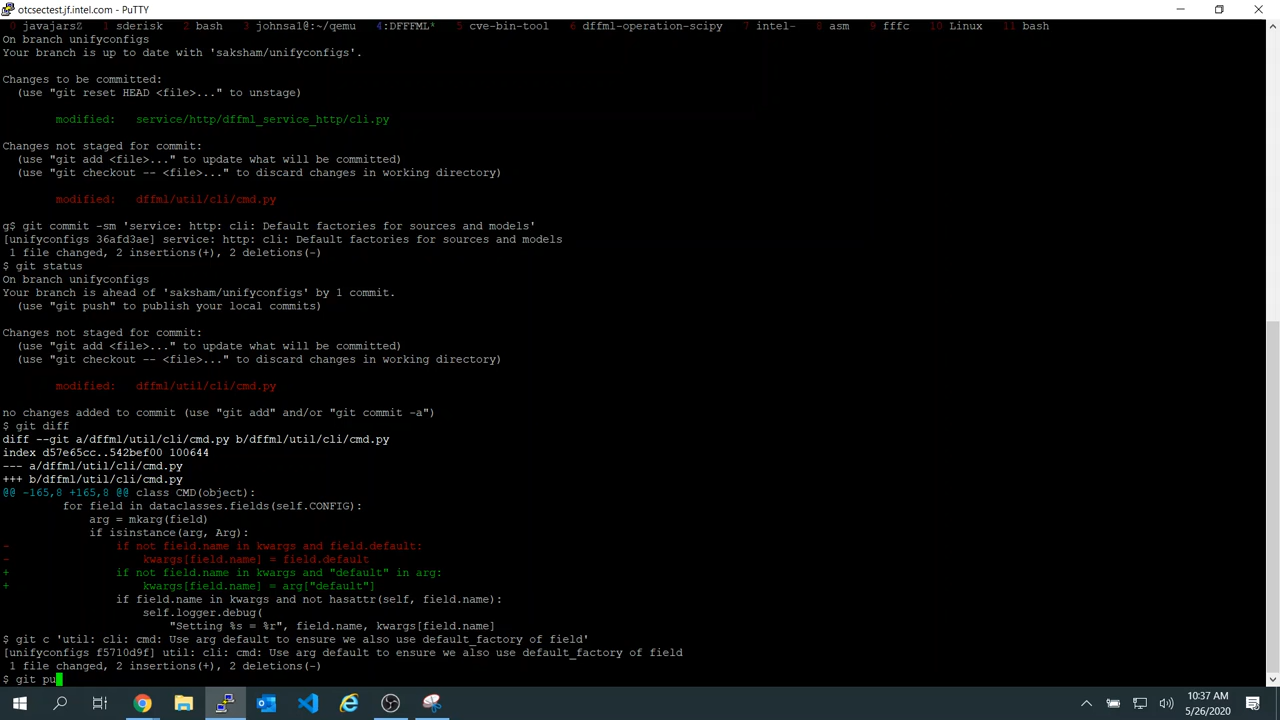 otcsectest.jf.intel.com - PuTTY
0 javajarsZ 1 sderisk 2 bash 3 johnsa1@:~/qemu 4:DFFFML* 5 cve-bin-tool 6 dffml-operation-scipy 7 intel- 8 asm 9 fffc 10 Linux 11 bash
On branch unifyconfigs
Your branch is up to date with 'saksham/unifyconfigs'.
Changes to be committed:
(use "git reset HEAD <file>..." to unstage)
modified: service/http/dffml_service_http/cli.py
Changes not staged for commit:
(use "git add <file>..." to update what will be committed)
(use "git checkout -- <file>..." to discard changes in working directory)
modified: dffml/util/cli/cmd.py
g$ git commit -sm 'service: http: cli: Default factories for sources and models'
[unifyconfigs 36afd3ae] service: http: cli: Default factories for sources and models
1 file changed, 2 insertions(+), 2 deletions(-)
$ git status
On branch unifyconfigs
Your branch is ahead of 'saksham/unifyconfigs' by 1 commit.
(use "git push" to publish your local commits)
Changes not staged for commit:
(use "git add <file>..." to update what will be committed)
(use "git checkout -- <file>..." to discard changes in working directory)
modified: dffml/util/cli/cmd.py
no changes added to commit (use "git add" and/or "git commit -a")
$ git diff
diff --git a/dffml/util/cli/cmd.py b/dffml/util/cli/cmd.py
index d57e65cc..542bef00 100644
--- a/dffml/util/cli/cmd.py
+++ b/dffml/util/cli/cmd.py
@@ -165,8 +165,8 @@ class CMD(object):
for field in dataclasses.fields(self.CONFIG):
arg = mkarg(field)
if isinstance(arg, Arg):
- if not field.name in kwargs and field.default:
- kwargs[field.name] = field.default
+ if not field.name in kwargs and "default" in arg:
+ kwargs[field.name] = arg["default"]
if field.name in kwargs and not hasattr(self, field.name):
self.logger.debug(
"Setting %s = %r", field.name, kwargs[field.name]
$ git c 'util: cli: cmd: Use arg default to ensure we also use default_factory of field'
[unifyconfigs f5710d9f] util: cli: cmd: Use arg default to ensure we also use default_factory of field
1 file changed, 2 insertions(+), 2 deletions(-)
$ git pu
10:37 AM
5/26/2020